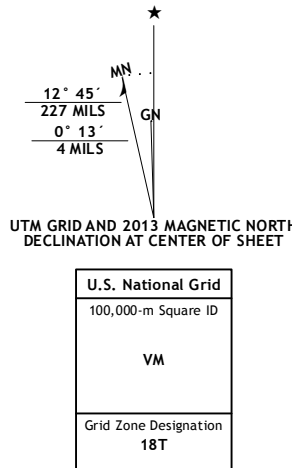 ★
MN
12° 45´
227 MILS
GN
0° 13´
4 MILS
UTM GRID AND 2013 MAGNETIC NORTH
DECLINATION AT CENTER OF SHEET
U.S. National Grid
100,000-m Square ID
VM
Grid Zone Designation
18T